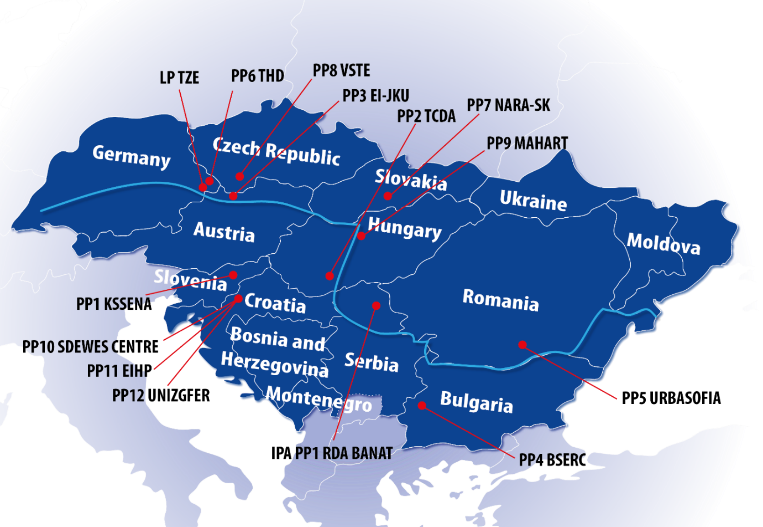 LP TZE
PP6 THD
PP8 VSTE
PP3 EI-JKU
PP2 TCDA
PP7 NARA-SK
PP9 MAHART
Germany
Czech Republic
Slovakia
Ukraine
Austria
Hungary
Moldova
Slovenia
Romania
PP1 KSSENA
Croatia
PP10 SDEWES CENTRE
Bosnia and
Herzegovina
Serbia
PP11 EIHP
PP12 UNIZGFER
Montenegro
Bulgaria
PP5 URBASOFIA
IPA PP1 RDA BANAT
PP4 BSERC